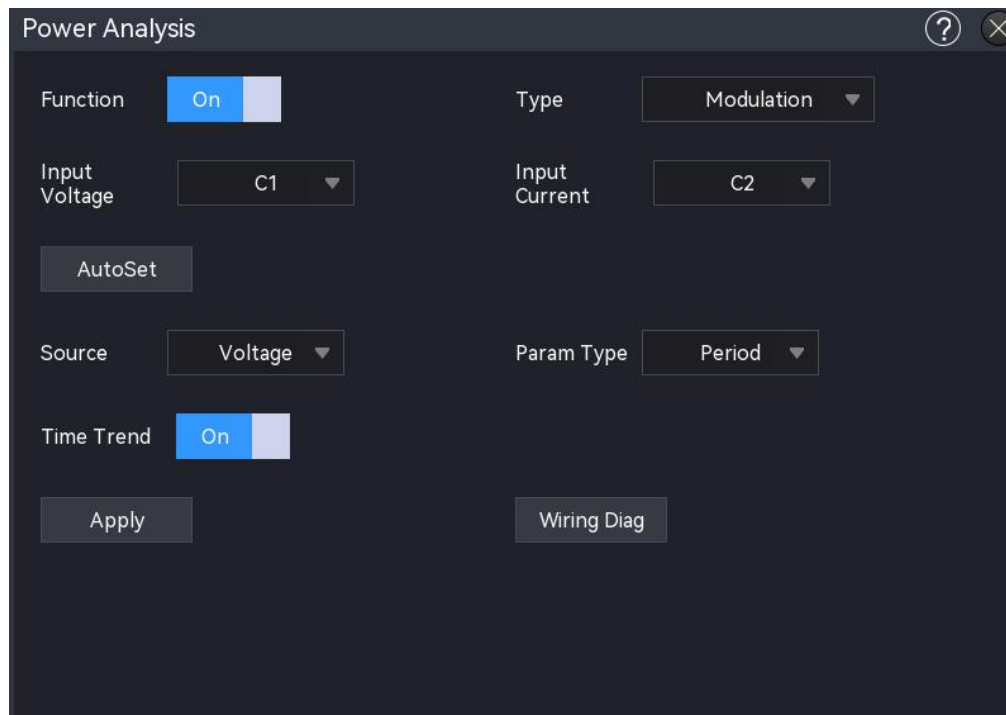 Power Analysis ?
Function On Type Modulation
Input Voltage C1 Input Current C2
AutoSet
Source Voltage Param Type Period
Time Trend On
Apply Wiring Diag